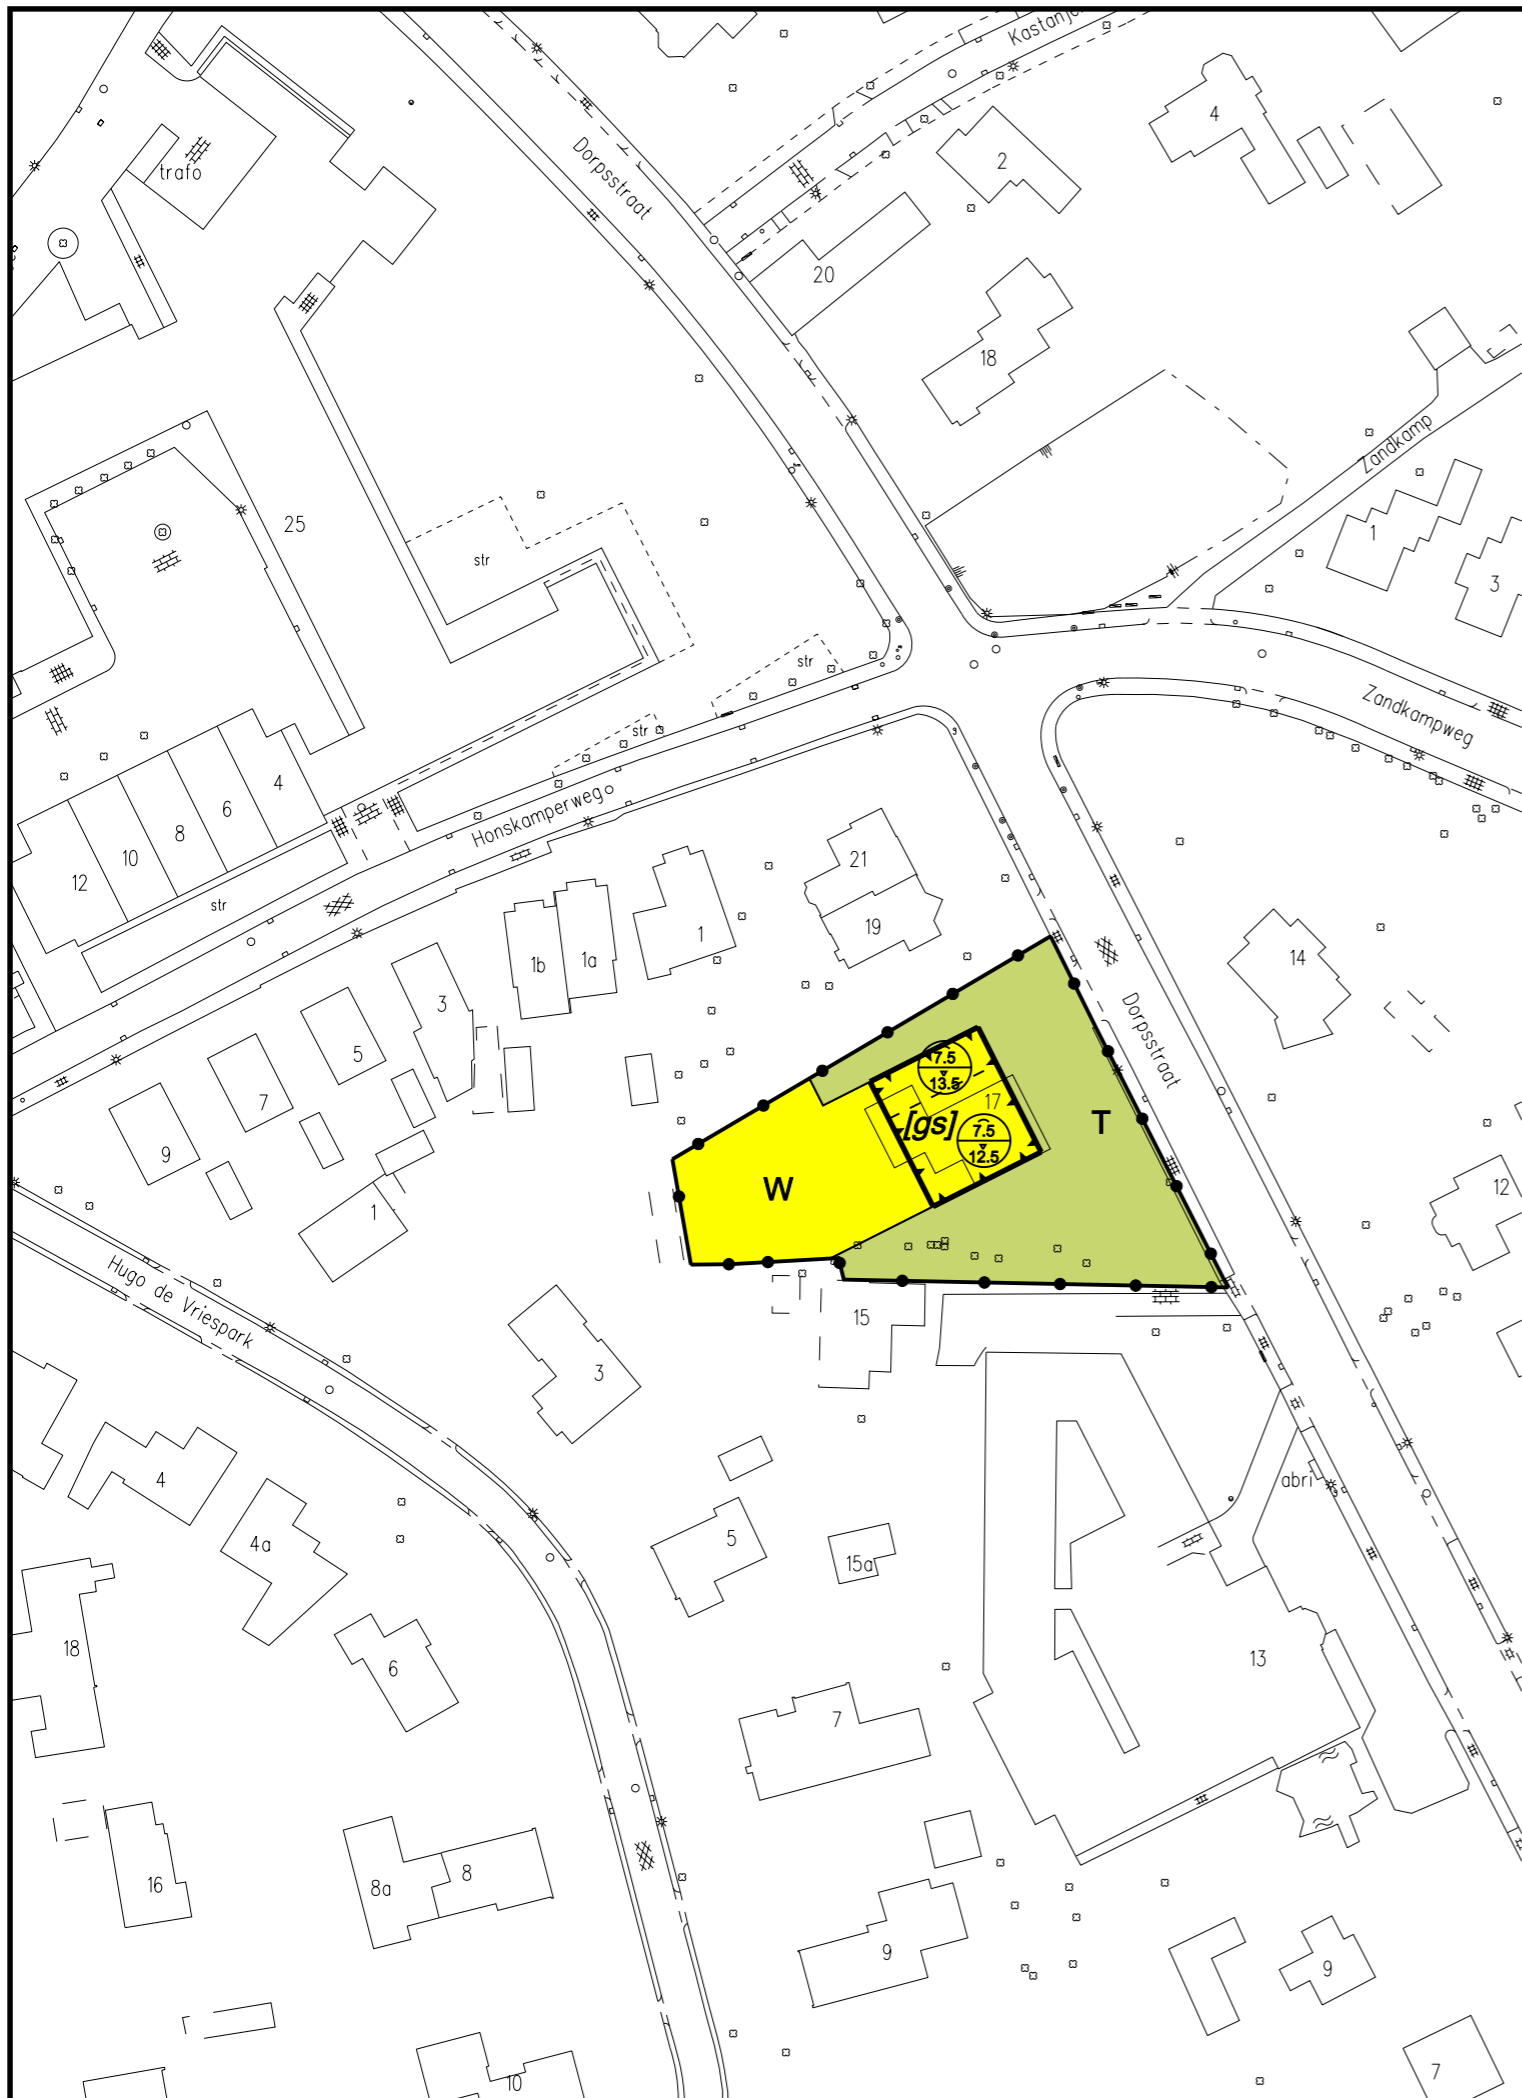 Kastanje
4
Dorpsstraat
trafo
2
20
18
Zandkamp
25
1
str
3
str
Zandkampweg
str
4
6
8
10
12
Honskamperweg
str
21
19
1
1a
1b
3
14
5
7
9
Dorpsstraat
7.5
13.5
17
[gs]
T
7.5
12.5
W
12
1
Hugo de Vriespark
15
3
4
abri
4a
5
15a
18
6
13
7
16
8a
8
9
9
10
7